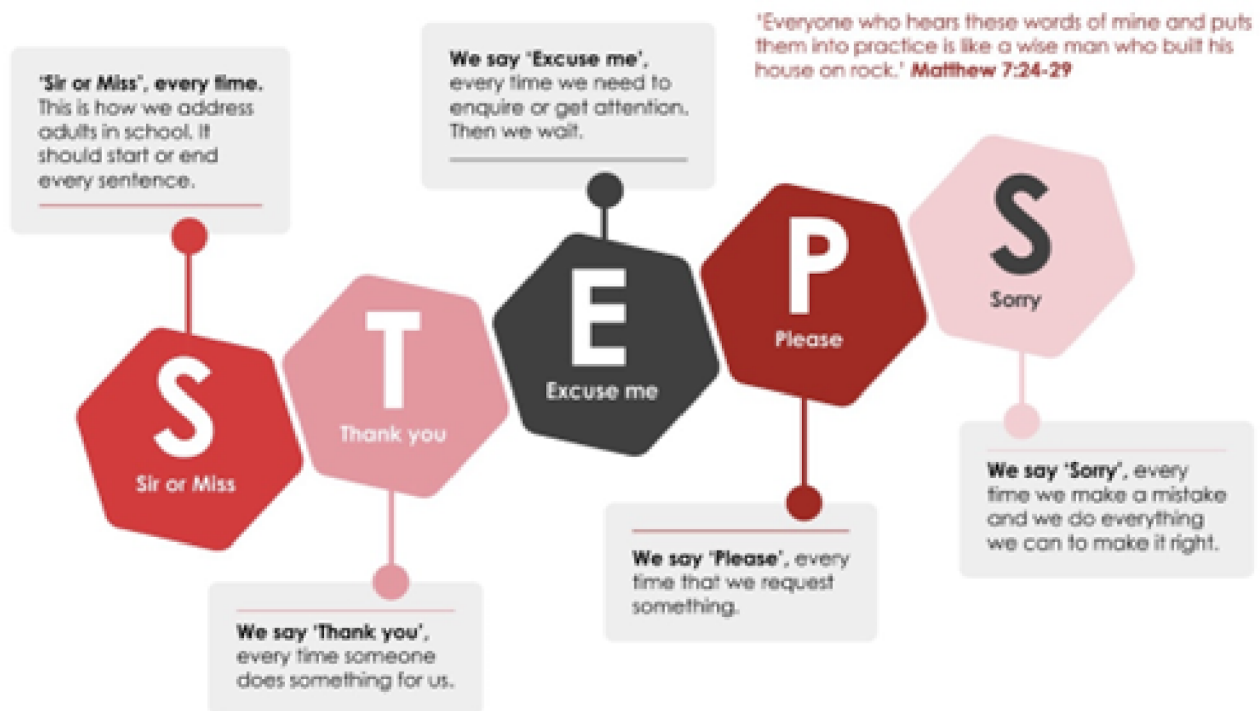 'Everyone who hears these words of mine and puts
them into practice is like a wise man who built his
house on rock.' Matthew 7:24-29
'Sir or Miss', every time.
This is how we address
adults in school. It
should start or end
every sentence.
S
Sir or Miss
T
Thank you
We say 'Thank you',
every time someone
does something for us.
We say 'Excuse me',
every time we need to
enquire or get attention.
Then we wait.
E
Excuse me
P
Please
We say 'Please', every
time that we request
something.
S
Sorry
We say 'Sorry', every
time we make a mistake
and we do everything
we can to make it right.